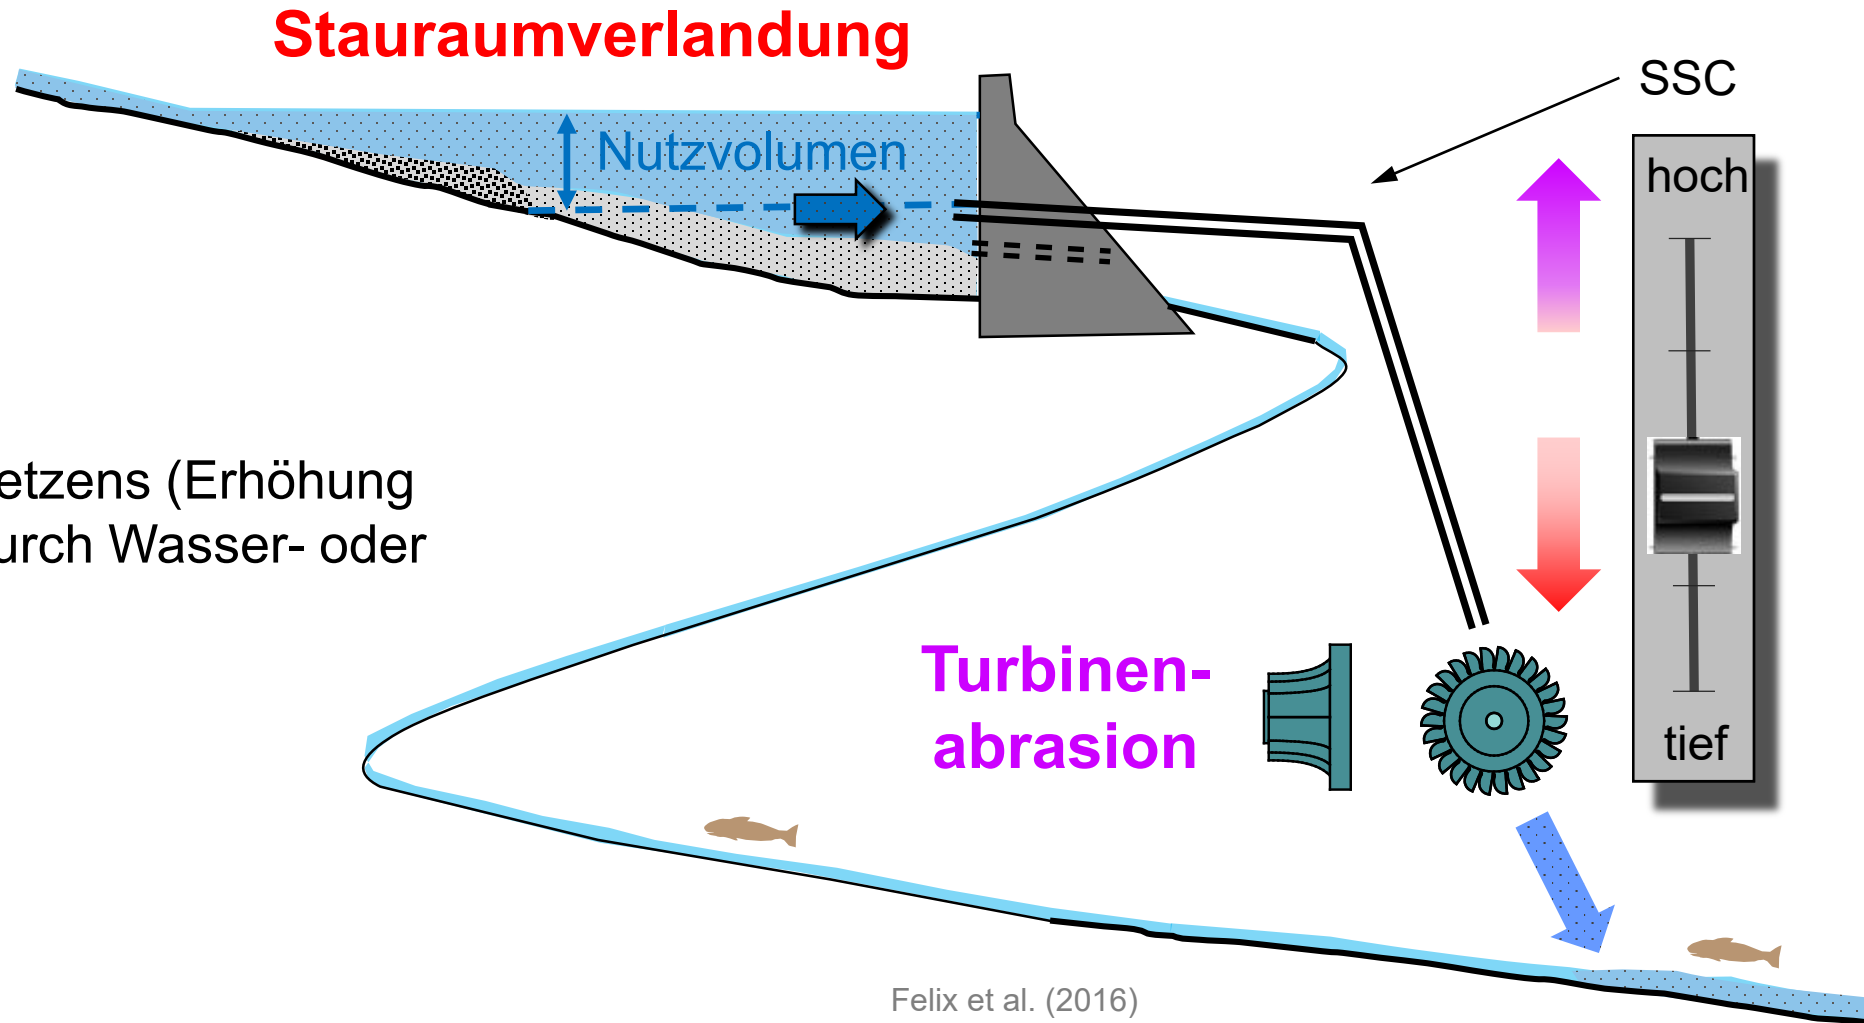 Stauraumverlandung
SSC
Nutzvolumen
hoch
etzens (Erhöhung
urch Wasser- oder
Turbinen-
abrasion
tief
Felix et al. (2016)